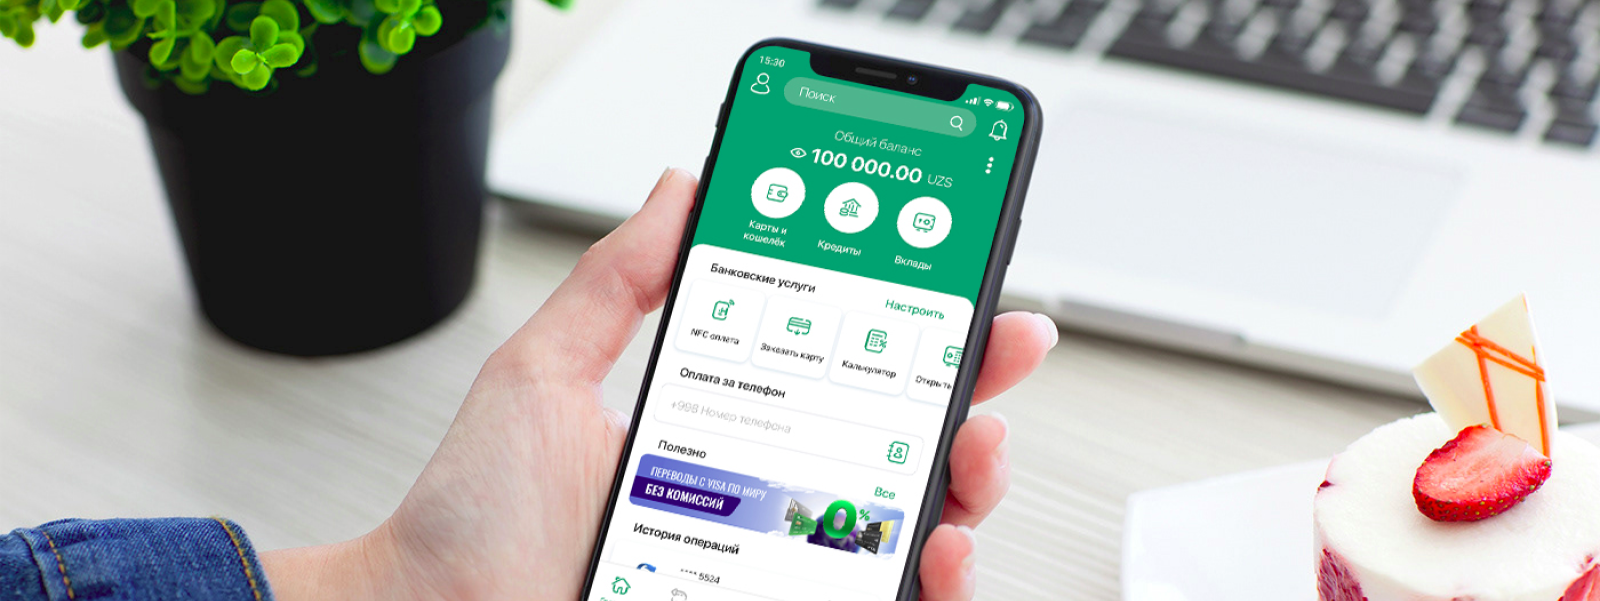 15:30
Поиск
Общий баланс
100 000.00 UZS
Карты и
кошелёк
Кредиты
Вклады
Банковские услуги
Настроить
NFC оплата
Заказать карту
Калькулятор
Открыть
Оплата за телефон
+998 Номер телефона
Полезно
Все
ПЕРЕВОДЫ С VISA ПО МИРУ
БЕЗ КОМИССИЙ
0%
История операций
**** 5524